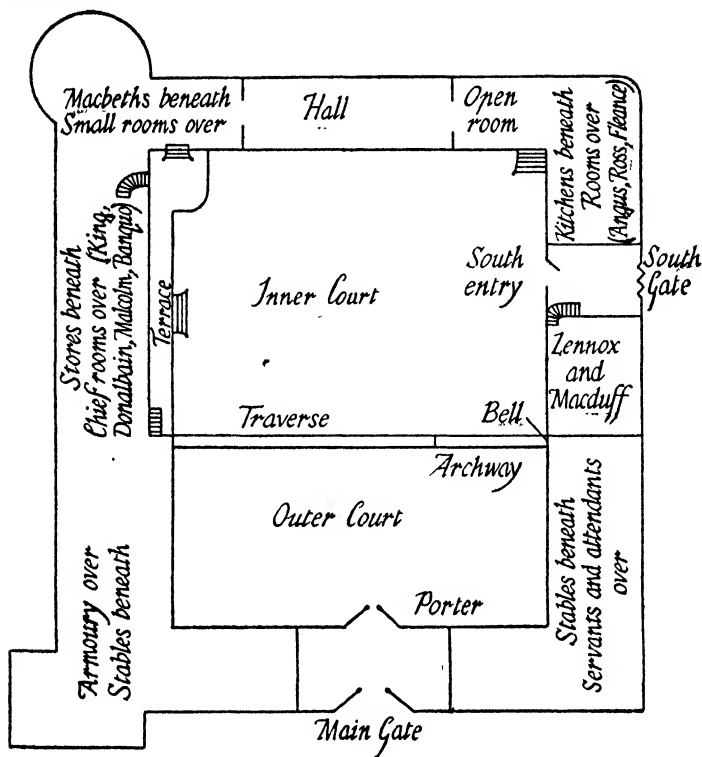 Macbeths beneath
Small rooms over
Hall
Open
room
Kitchens beneath
Rooms over
(Angus, Ross, Fleance)
Stores beneath
Chief rooms over (King,
Donalbain, Malcolm, Banquo)
Terrace
Inner Court
South
entry
South
Gate
Lennox
and
Macduff
Traverse
Bell
Archway
Outer Court
Armoury over
Stables beneath
Porter
Stables beneath
Servants and attendants
over
Main Gate